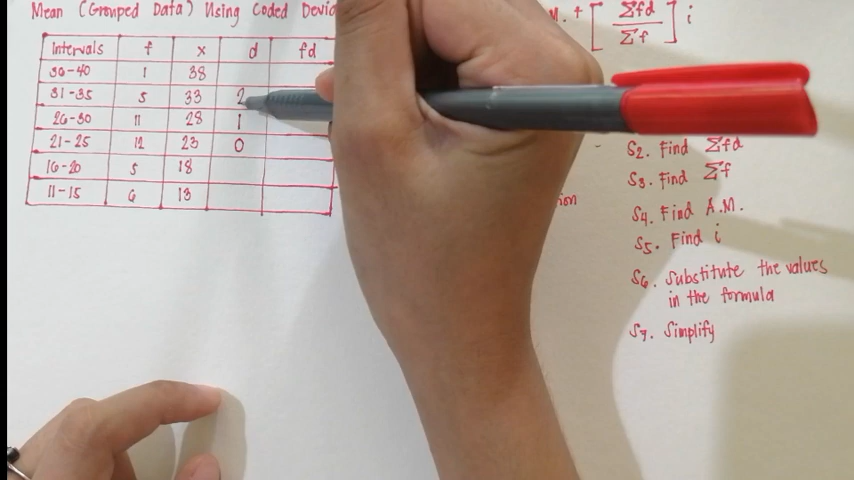 Mean (Grouped Data) Using Coded
M. + [ Σfd / Σf ] i
Intervals f x d fd
36-40 1 38
31-35 5 33 2
26-30 11 28 1
21-25 12 23 0
16-20 5 18
11-15 6 13
S2. Find Σfd
S3. Find Σf
S4. Find A.M.
S5. Find i
S6. Substitute the values
in the formula
S7. Simplify